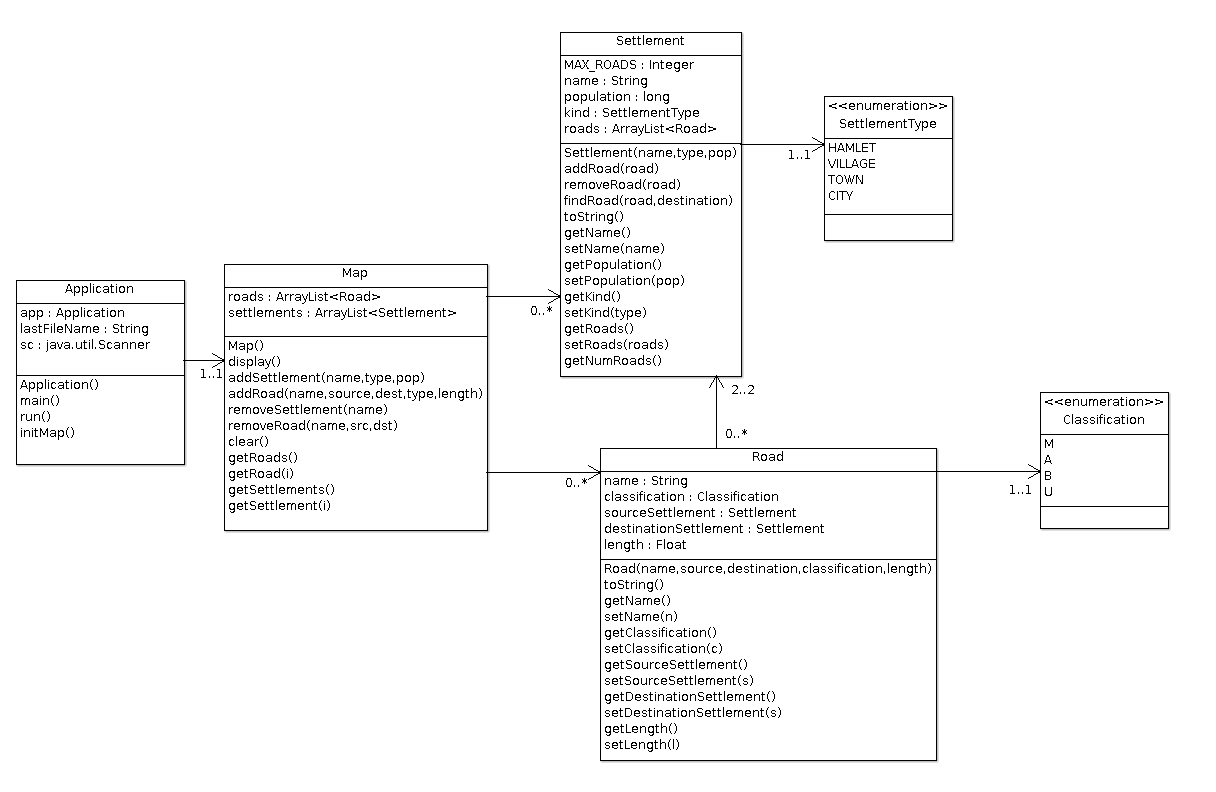 Application
app : Application
lastFileName : String
sc : java.util.Scanner
Application()
main()
run()
initMap()
1..1
Map
roads : ArrayList<Road>
settlements : ArrayList<Settlement>
Map()
display()
addSettlement(name,type,pop)
addRoad(name,source,dest,type,length)
removeSettlement(name)
removeRoad(name,src,dst)
clear()
getRoads()
getRoad(i)
getSettlements()
getSettlement(i)
0..*
0..*
Settlement
MAX_ROADS : Integer
name : String
population : long
kind : SettlementType
roads : ArrayList<Road>
Settlement(name,type,pop)
addRoad(road)
removeRoad(road)
findRoad(road,destination)
toString()
getName()
setName(name)
getPopulation()
setPopulation(pop)
getKind()
setKind(type)
getRoads()
setRoads(roads)
getNumRoads()
1..1
<<enumeration>>
SettlementType
HAMLET
VILLAGE
TOWN
CITY
2..2
0..*
Road
name : String
classification : Classification
sourceSettlement : Settlement
destinationSettlement : Settlement
length : Float
Road(name,source,destination,classification,length)
toString()
getName()
setName(n)
getClassification()
setClassification(c)
getSourceSettlement()
setSourceSettlement(s)
getDestinationSettlement()
setDestinationSettlement(s)
getLength()
setLength(l)
1..1
<<enumeration>>
Classification
M
A
B
U